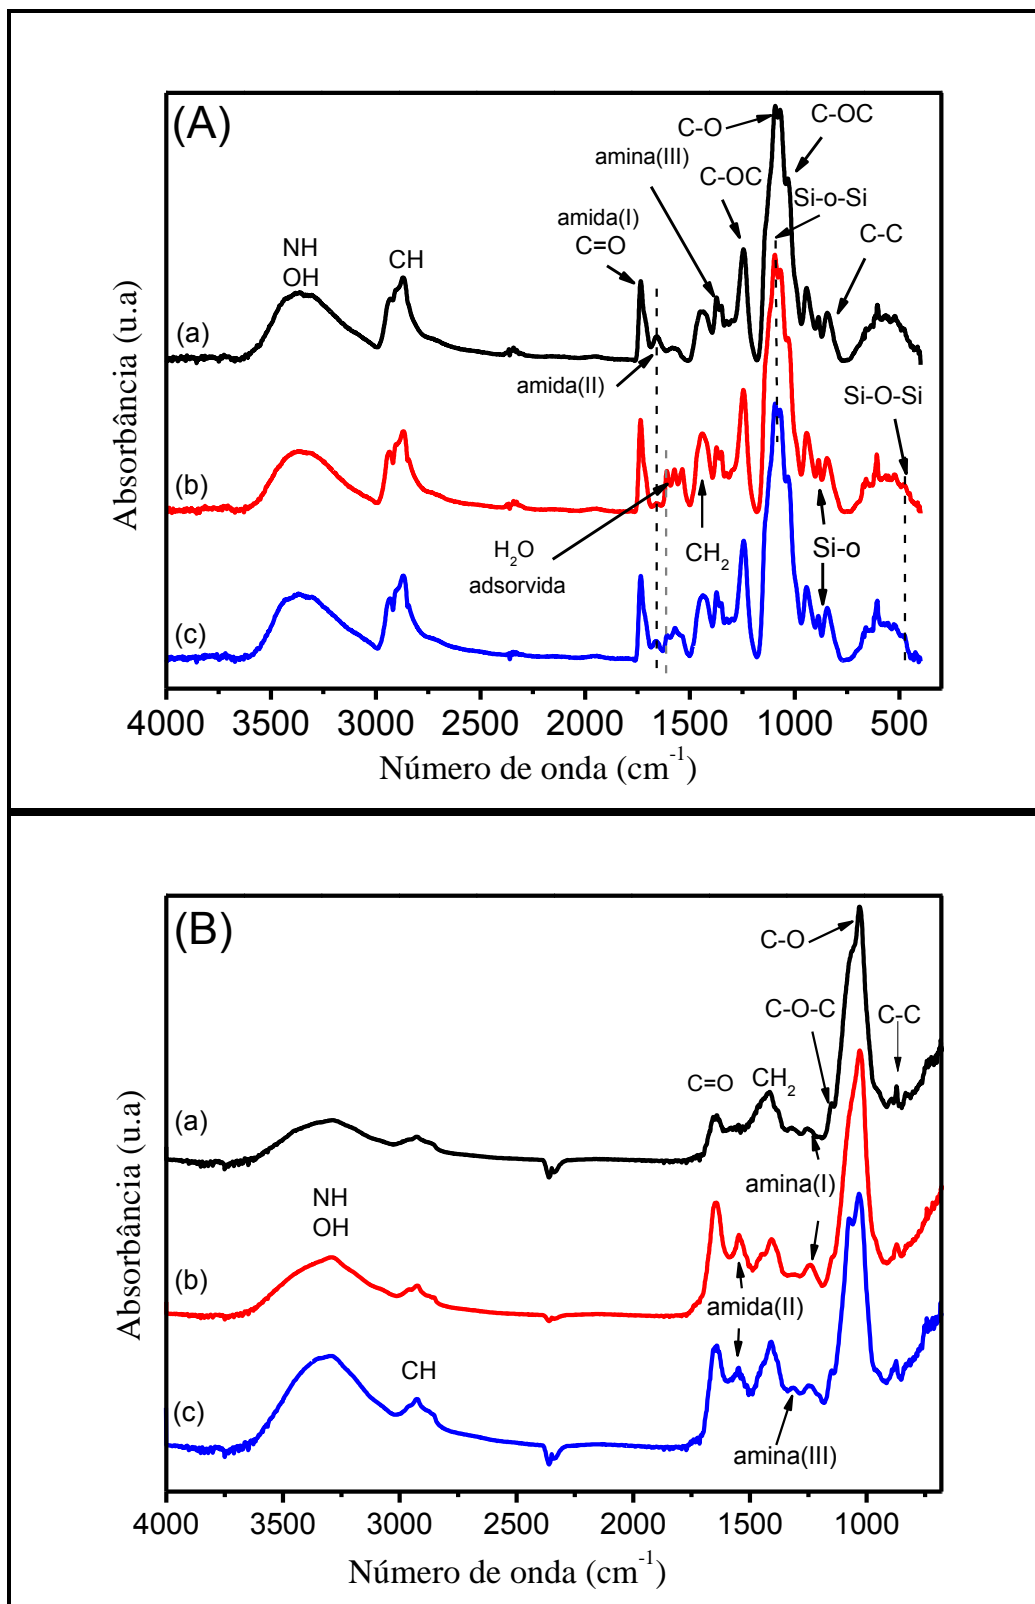 (A)
C-O
C-OC
amina(III)
C-OC
Si-o-Si
amida(I)
C=O
C-C
NH
OH
CH
(a)
amida(II)
Si-O-Si
(b)
H₂O
adsorvida
CH₂
Si-o
(c)
Absorbância (u.a)
4000 3500 3000 2500 2000 1500 1000 500
Número de onda (cm⁻¹)
(B)
C-O
C-O-C
C-C
C=O
CH₂
(a)
amina(I)
NH
OH
(b)
amida(II)
CH
(c)
amina(III)
Absorbância (u.a)
4000 3500 3000 2500 2000 1500 1000
Número de onda (cm⁻¹)